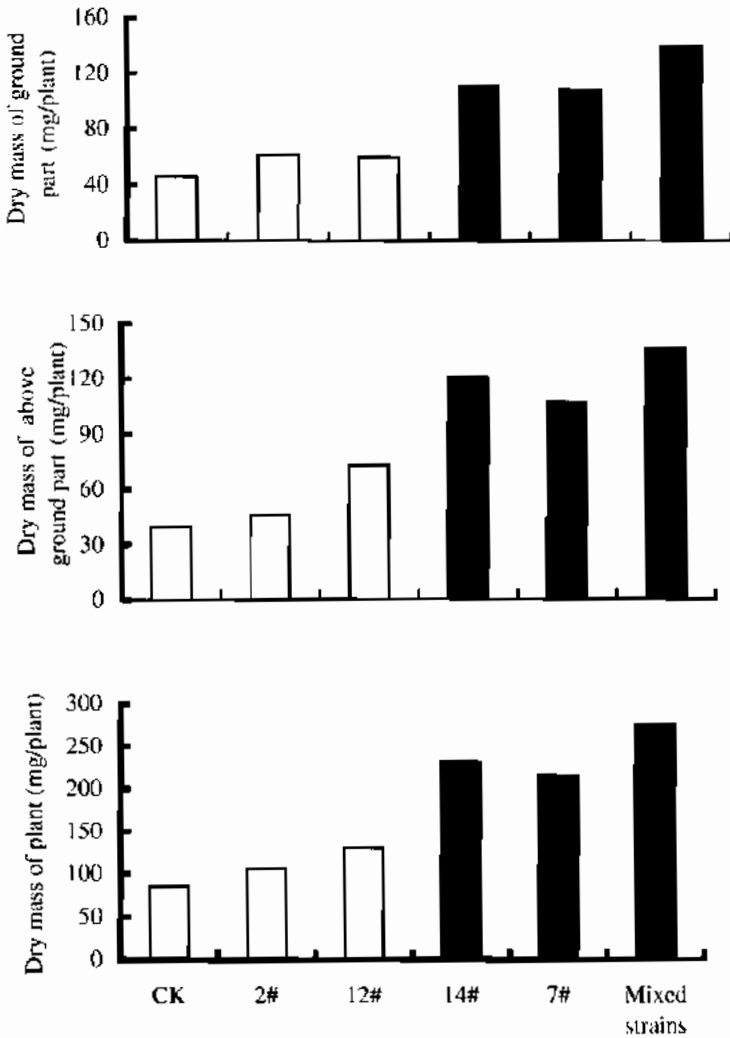 Dry mass of ground
part (mg/plant)
160
120
80
40
0
Dry mass of above
ground part (mg/plant)
150
120
90
60
30
0
Dry mass of plant (mg/plant)
300
250
200
150
100
50
0
CK 2# 12# 14# 7# Mixed
strains